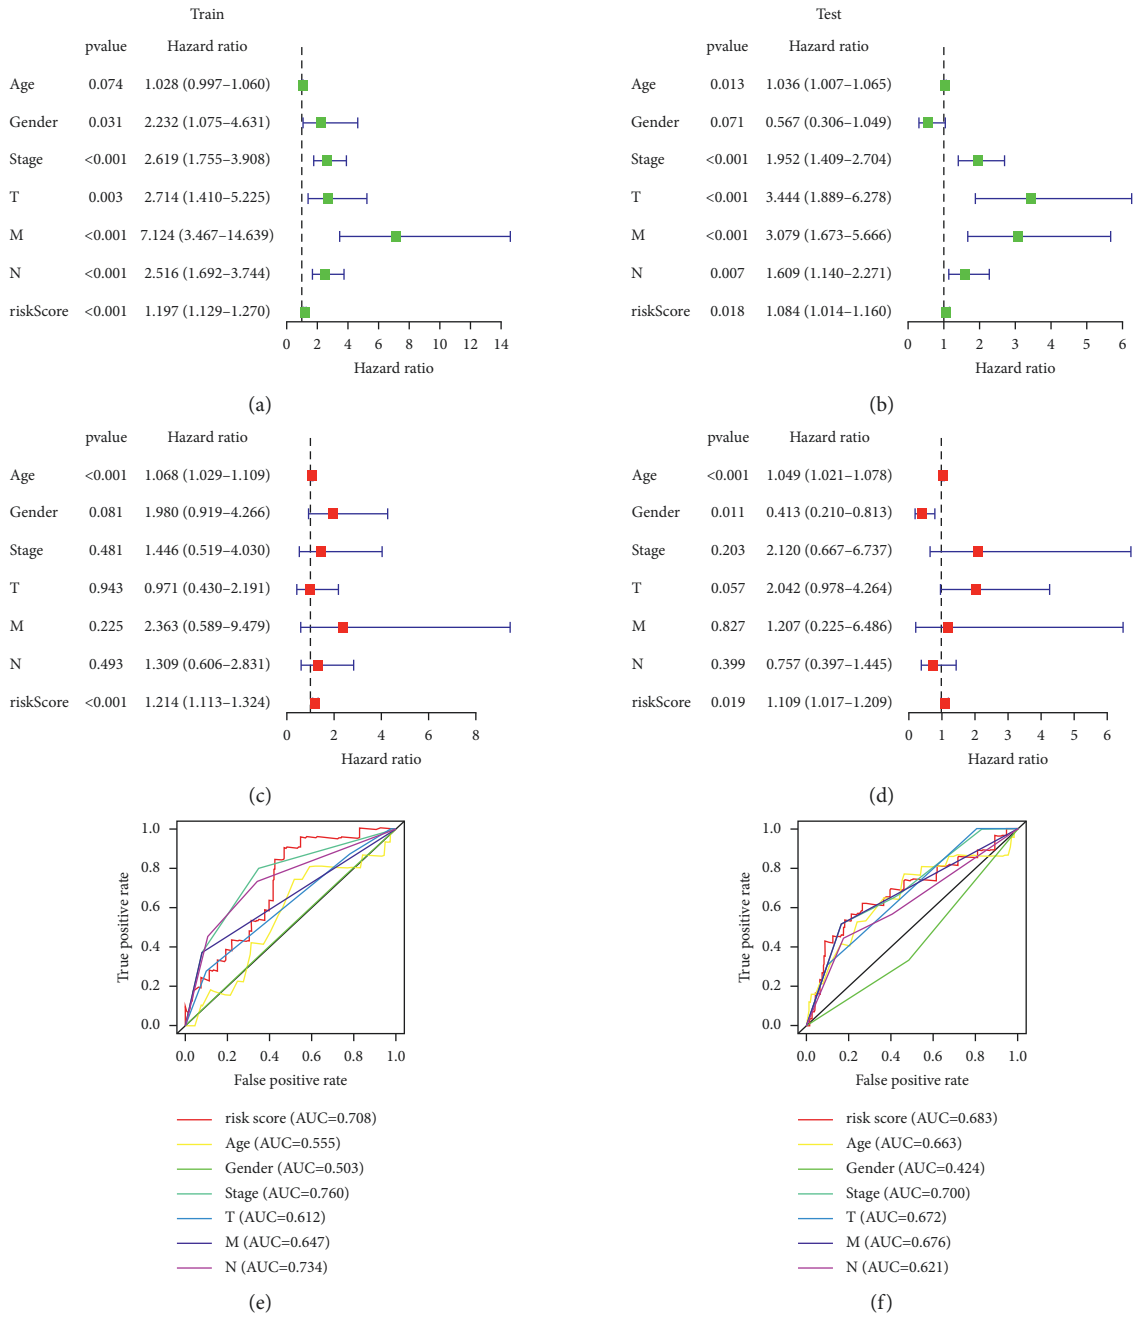 Train
pvalue Hazard ratio
Age 0.074 1.028 (0.997–1.060)
Gender 0.031 2.232 (1.075–4.631)
Stage <0.001 2.619 (1.755–3.908)
T 0.003 2.714 (1.410–5.225)
M <0.001 7.124 (3.467–14.639)
N <0.001 2.516 (1.692–3.744)
riskScore <0.001 1.197 (1.129–1.270)
0 2 4 6 8 10 12 14
Hazard ratio
(a)
Test
pvalue Hazard ratio
Age 0.013 1.036 (1.007–1.065)
Gender 0.071 0.567 (0.306–1.049)
Stage <0.001 1.952 (1.409–2.704)
T <0.001 3.444 (1.889–6.278)
M <0.001 3.079 (1.673–5.666)
N 0.007 1.609 (1.140–2.271)
riskScore 0.018 1.084 (1.014–1.160)
0 1 2 3 4 5 6
Hazard ratio
(b)
pvalue Hazard ratio
Age <0.001 1.068 (1.029–1.109)
Gender 0.081 1.980 (0.919–4.266)
Stage 0.481 1.446 (0.519–4.030)
T 0.943 0.971 (0.430–2.191)
M 0.225 2.363 (0.589–9.479)
N 0.493 1.309 (0.606–2.831)
riskScore <0.001 1.214 (1.113–1.324)
0 2 4 6 8
Hazard ratio
(c)
pvalue Hazard ratio
Age <0.001 1.049 (1.021–1.078)
Gender 0.011 0.413 (0.210–0.813)
Stage 0.203 2.120 (0.667–6.737)
T 0.057 2.042 (0.978–4.264)
M 0.827 1.207 (0.225–6.486)
N 0.399 0.757 (0.397–1.445)
riskScore 0.019 1.109 (1.017–1.209)
0 1 2 3 4 5 6
Hazard ratio
(d)
True positive rate
1.0
0.8
0.6
0.4
0.2
0.0
0.0 0.2 0.4 0.6 0.8 1.0
False positive rate
risk score (AUC=0.708)
Age (AUC=0.555)
Gender (AUC=0.503)
Stage (AUC=0.760)
T (AUC=0.612)
M (AUC=0.647)
N (AUC=0.734)
(e)
True positive rate
1.0
0.8
0.6
0.4
0.2
0.0
0.0 0.2 0.4 0.6 0.8 1.0
False positive rate
risk score (AUC=0.683)
Age (AUC=0.663)
Gender (AUC=0.424)
Stage (AUC=0.700)
T (AUC=0.672)
M (AUC=0.676)
N (AUC=0.621)
(f)